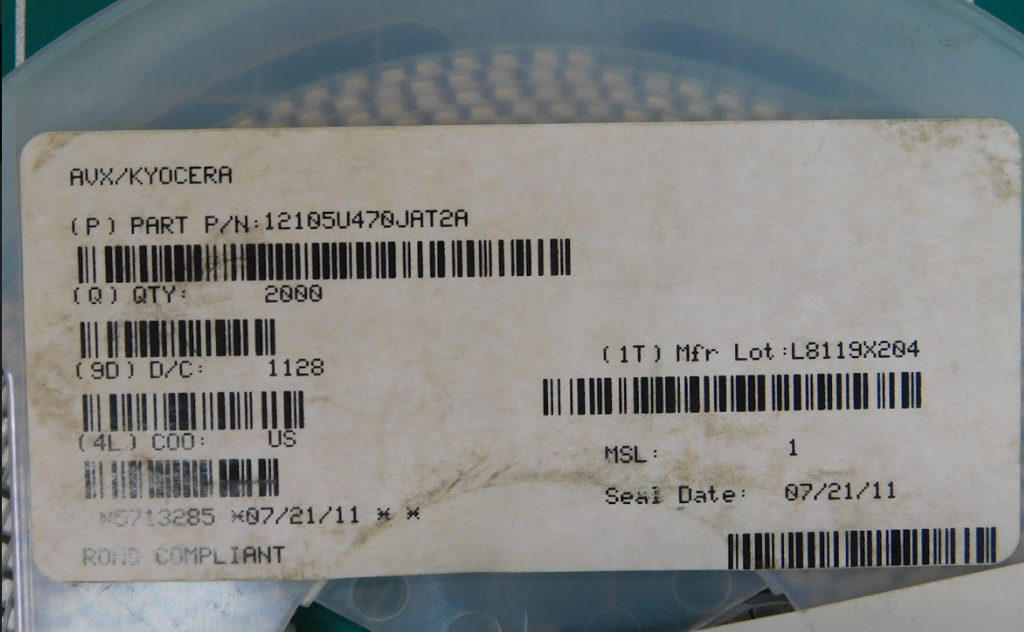 AVX/KYOCERA
(P) PART P/N:12105U470JAT2A
(Q) QTY: 2000
(9D) D/C: 1128
(1T) Mfr Lot:L8119X204
(4L) COO: US
MSL: 1
Seal Date: 07/21/11
*5713285 *07/21/11 * *
ROHS COMPLIANT